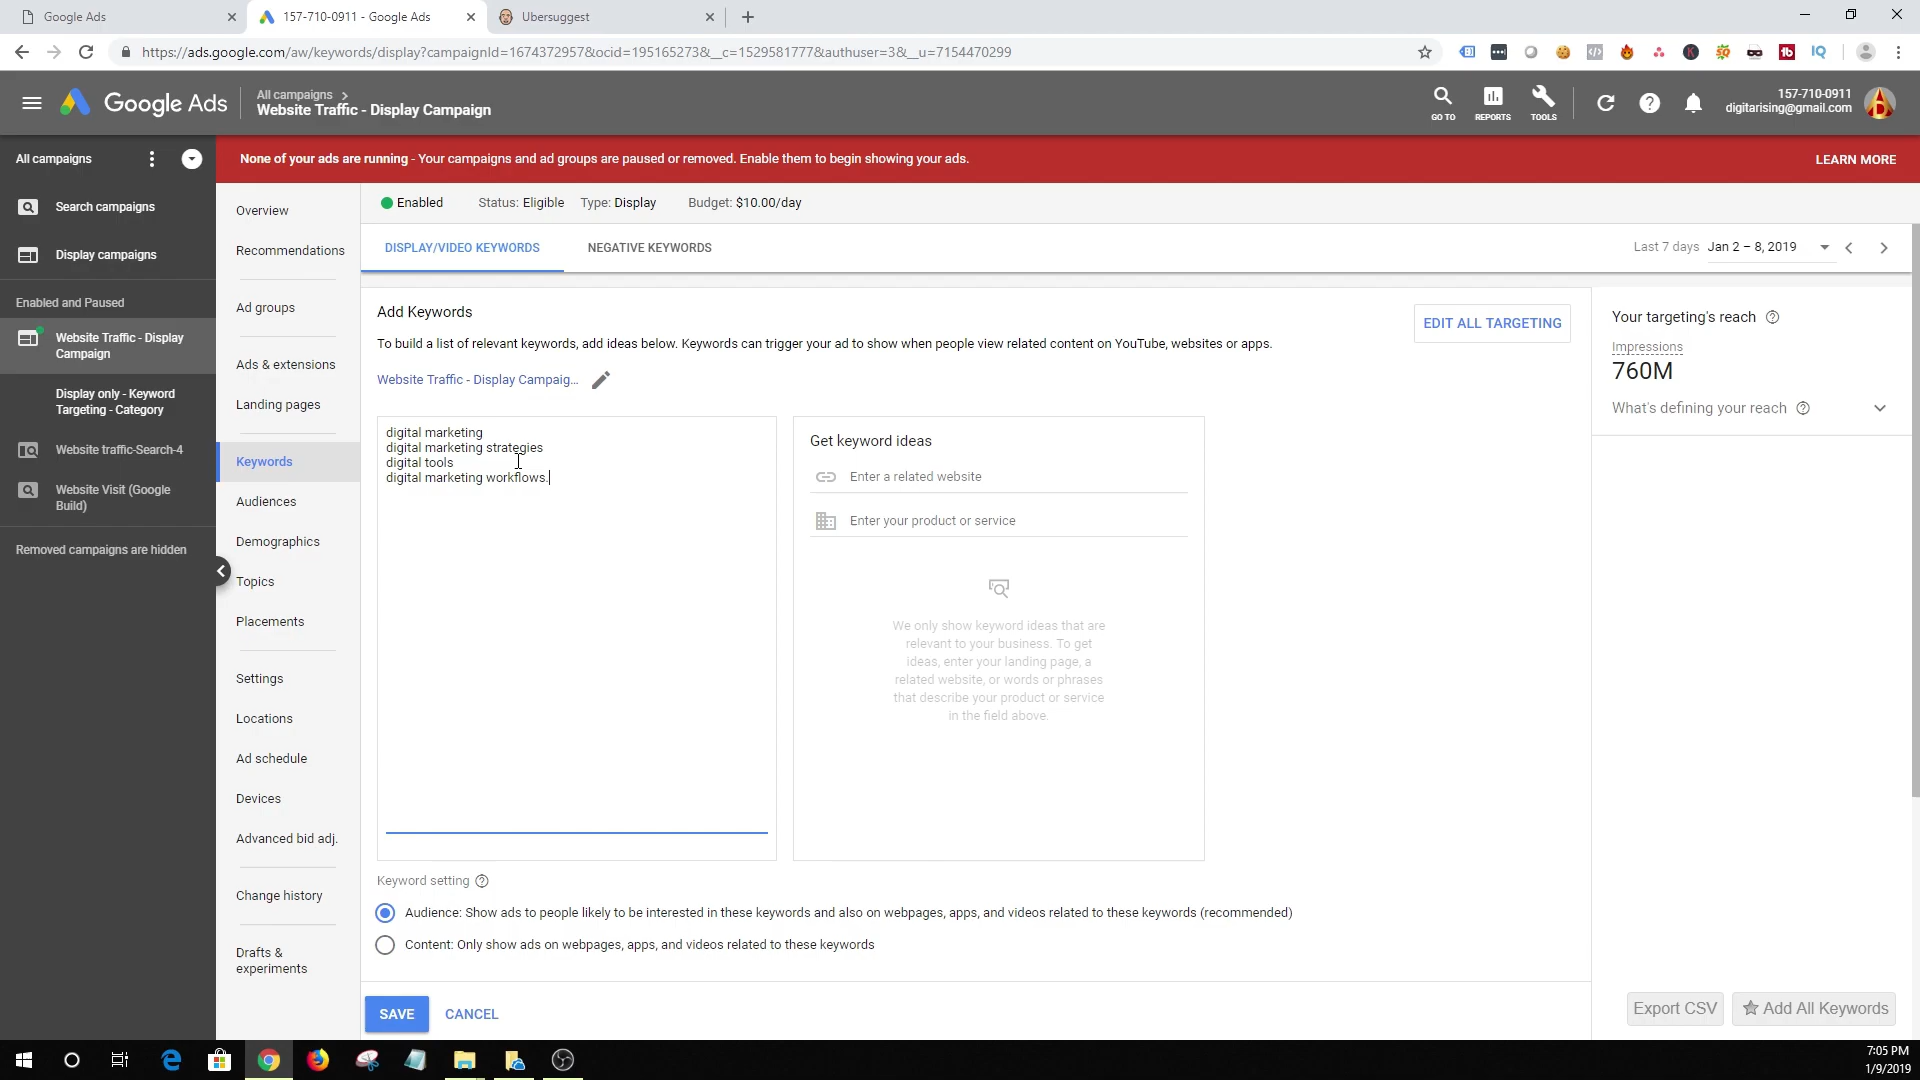 Google Ads
157-710-0911 - Google Ads
Ubersuggest
https://ads.google.com/aw/keywords/display?campaignId=1674372957&ocid=195165273&__c=1529581777&authuser=3&__u=7154470299
Google Ads
All campaigns
Website Traffic - Display Campaign
GO TO
REPORTS
TOOLS
157-710-0911
digitarising@gmail.com
All campaigns
None of your ads are running - Your campaigns and ad groups are paused or removed. Enable them to begin showing your ads.
LEARN MORE
Search campaigns
Display campaigns
Enabled and Paused
Website Traffic - Display
Campaign
Display only - Keyword
Targeting - Category
Website traffic-Search-4
Website Visit (Google
Build)
Removed campaigns are hidden
Overview
Recommendations
Ad groups
Ads & extensions
Landing pages
Keywords
Audiences
Demographics
Topics
Placements
Settings
Locations
Ad schedule
Devices
Advanced bid adj.
Change history
Drafts &
experiments
Enabled
Status: Eligible
Type: Display
Budget: $10.00/day
DISPLAY/VIDEO KEYWORDS
NEGATIVE KEYWORDS
Last 7 days
Jan 2 – 8, 2019
Add Keywords
EDIT ALL TARGETING
To build a list of relevant keywords, add ideas below. Keywords can trigger your ad to show when people view related content on YouTube, websites or apps.
Website Traffic - Display Campaig...
digital marketing
digital marketing strategies
digital tools
digital marketing workflows.
Get keyword ideas
Enter a related website
Enter your product or service
We only show keyword ideas that are
relevant to your business. To get
ideas, enter your landing page, a
related website, or words or phrases
that describe your product or service
in the field above.
Keyword setting
Audience: Show ads to people likely to be interested in these keywords and also on webpages, apps, and videos related to these keywords (recommended)
Content: Only show ads on webpages, apps, and videos related to these keywords
SAVE
CANCEL
Your targeting's reach
Impressions
760M
What's defining your reach
Export CSV
Add All Keywords
7:05 PM
1/9/2019